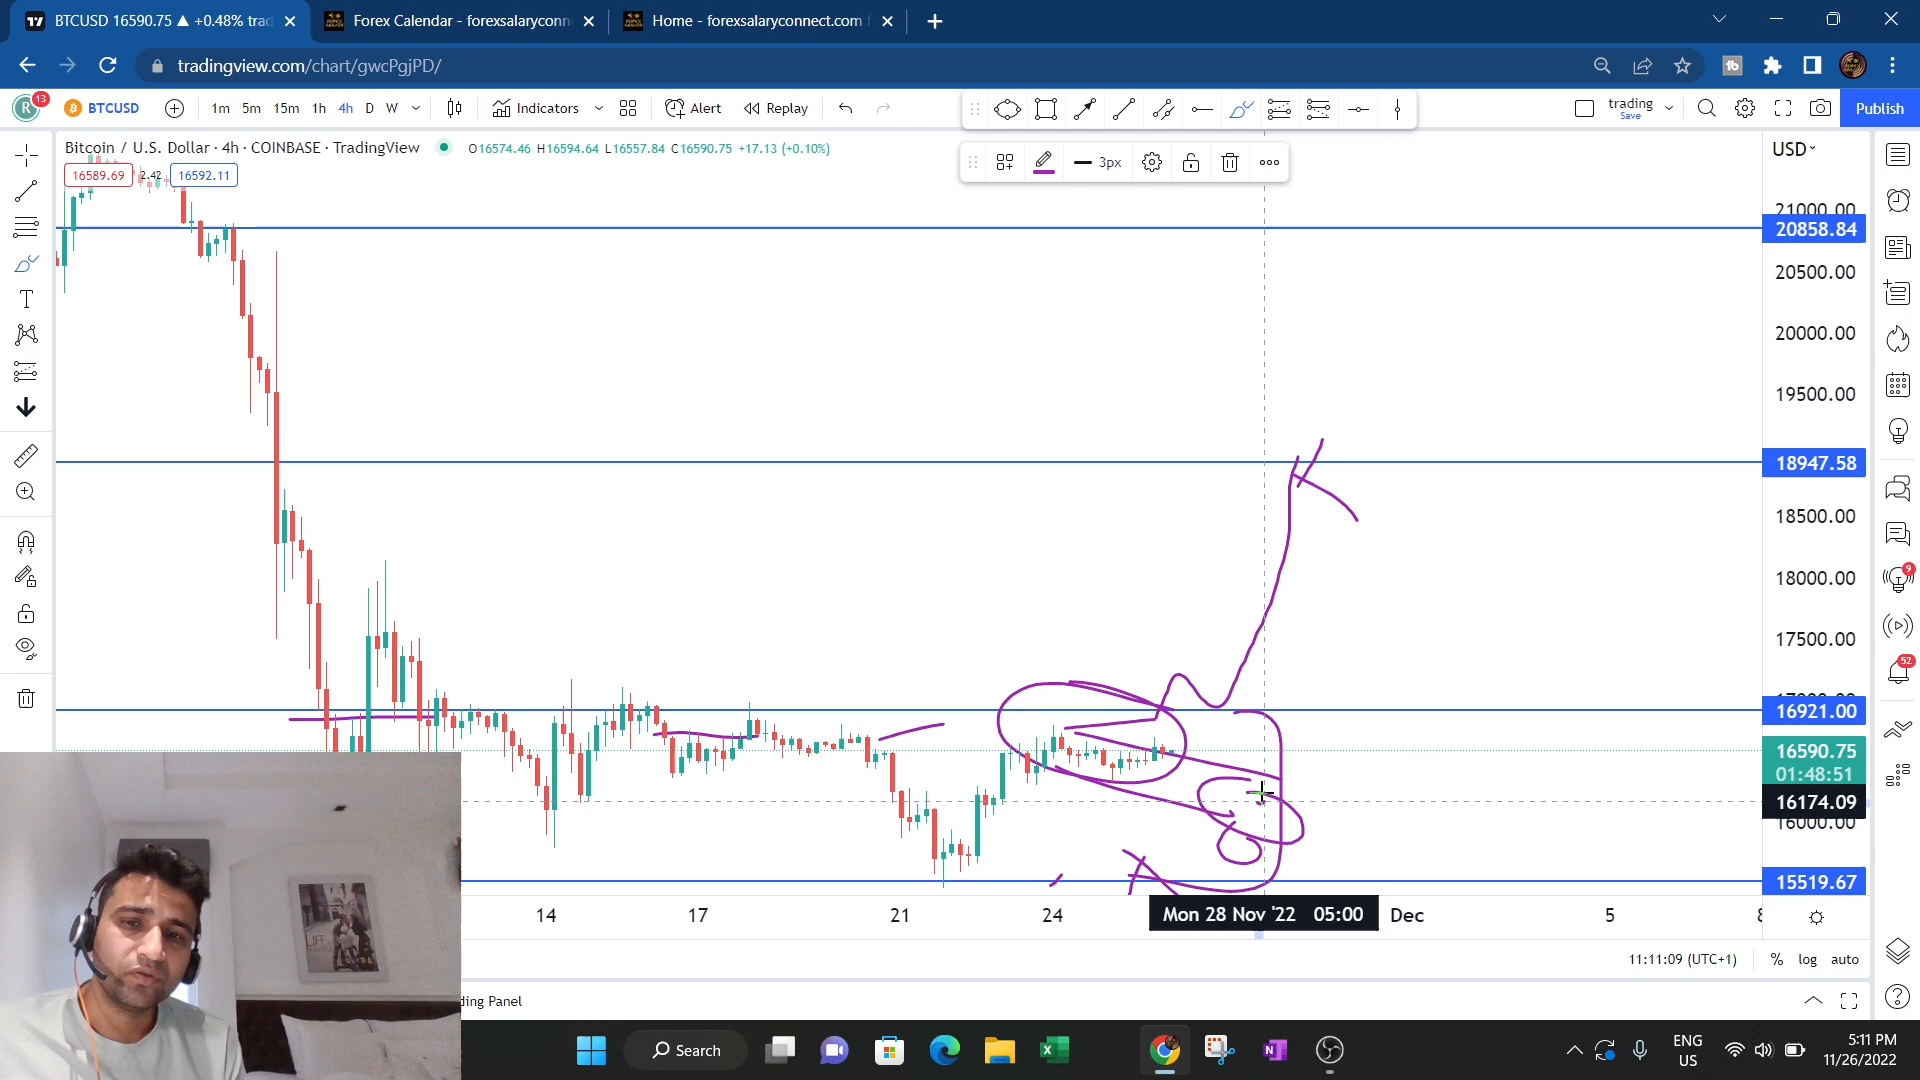 BTCUSD 16590.75 ▲ +0.48% trad
Forex Calendar - forexsalaryconn
Home - forexsalaryconnect.com f
tradingview.com/chart/gwcPgjPD/
R 13 BTCUSD 1m 5m 15m 1h 4h D W Indicators Alert Replay trading Save Publish
Bitcoin / U.S. Dollar · 4h · COINBASE · TradingView O16574.46 H16594.64 L16557.84 C16590.75 +17.13 (+0.10%)
16589.69 2.42 16592.11
3px
USD
21000.00
20858.84
20500.00
20000.00
19500.00
18947.58
18500.00
18000.00
17500.00
16921.00
16590.75
01:48:51
16174.09
16000.00
15519.67
9
52
14 17 21 24 Mon 28 Nov '22 05:00 Dec 5
11:11:09 (UTC+1) % log auto
ding Panel
LIFE
Search
ENG
US
5:11 PM
11/26/2022